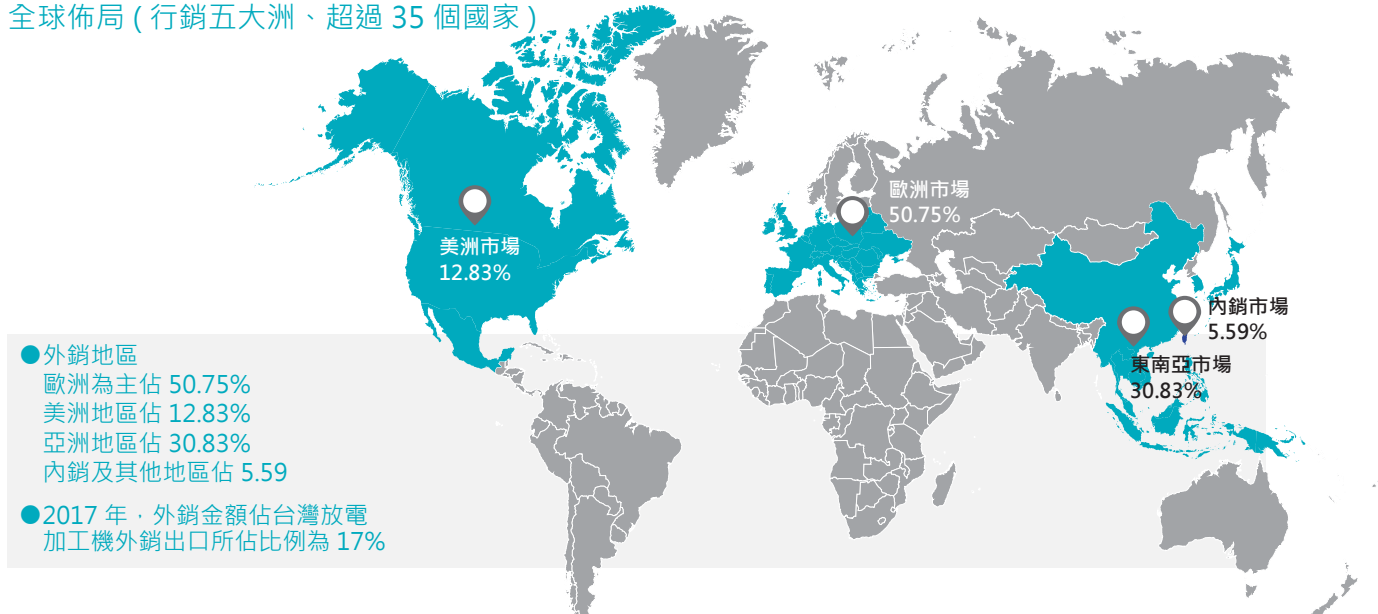 全球佈局 ( 行銷五大洲、超過 35 個國家 )
歐洲市場
50.75%
美洲市場
12.83%
內銷市場
5.59%
東南亞市場
30.83%
●外銷地區
歐洲為主佔 50.75%
美洲地區佔 12.83%
亞洲地區佔 30.83%
內銷及其他地區佔 5.59
●2017 年，外銷金額佔台灣放電
加工機外銷出口所佔比例為 17%